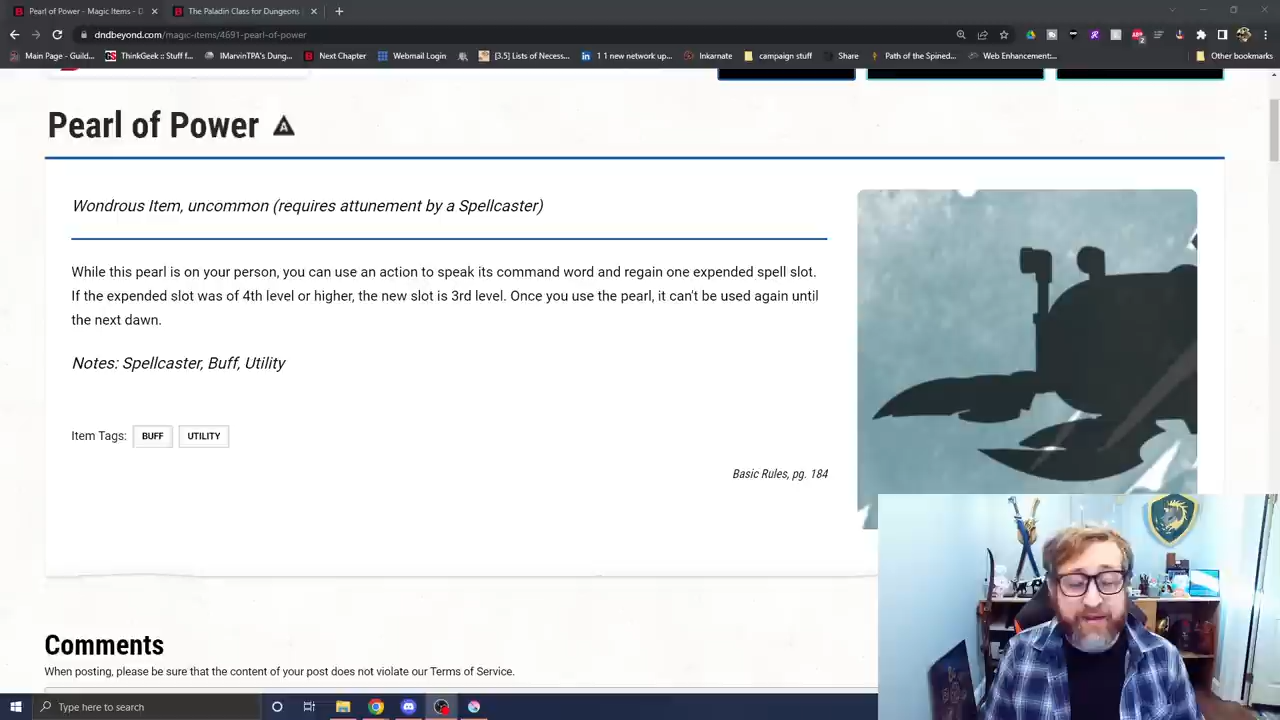 Pearl of Power - Magic Items - D
The Paladin Class for Dungeons
dndbeyond.com/magic-items/4691-pearl-of-power
Main Page - Guild...
ThinkGeek :: Stuff f...
IMarvinTPA's Dung...
Next Chapter
Webmail Login
[3.5] Lists of Necess...
1 1 new network up...
Inkarnate
campaign stuff
Share
Path of the Spined...
Web Enhancement:...
Other bookmarks
Pearl of Power
Wondrous Item, uncommon (requires attunement by a Spellcaster)
While this pearl is on your person, you can use an action to speak its command word and regain one expended spell slot.
If the expended slot was of 4th level or higher, the new slot is 3rd level. Once you use the pearl, it can't be used again until
the next dawn.
Notes: Spellcaster, Buff, Utility
Item Tags: BUFF UTILITY
Basic Rules, pg. 184
Comments
When posting, please be sure that the content of your post does not violate our Terms of Service.
Type here to search